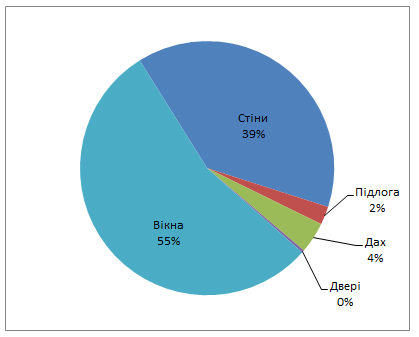 Стіни
39%
Підлога
2%
Дах
4%
Двері
0%
Вікна
55%